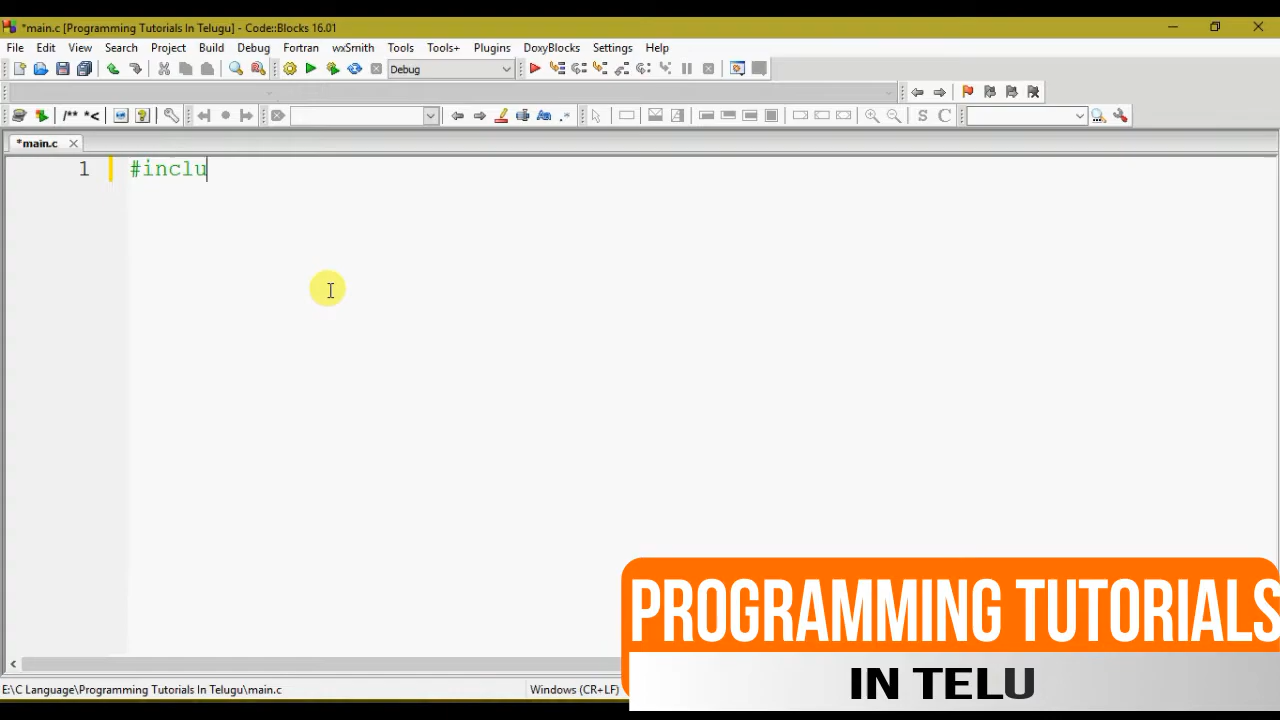 *main.c [Programming Tutorials In Telugu] - Code::Blocks 16.01
File Edit View Search Project Build Debug Fortran wxSmith Tools Tools+ Plugins DoxyBlocks Settings Help
Debug
/** *<
Aa .*
S C
*main.c
1 #inclu
PROGRAMMING TUTORIALS
IN TELU
E:\C Language\Programming Tutorials In Telugu\main.c Windows (CR+LF)